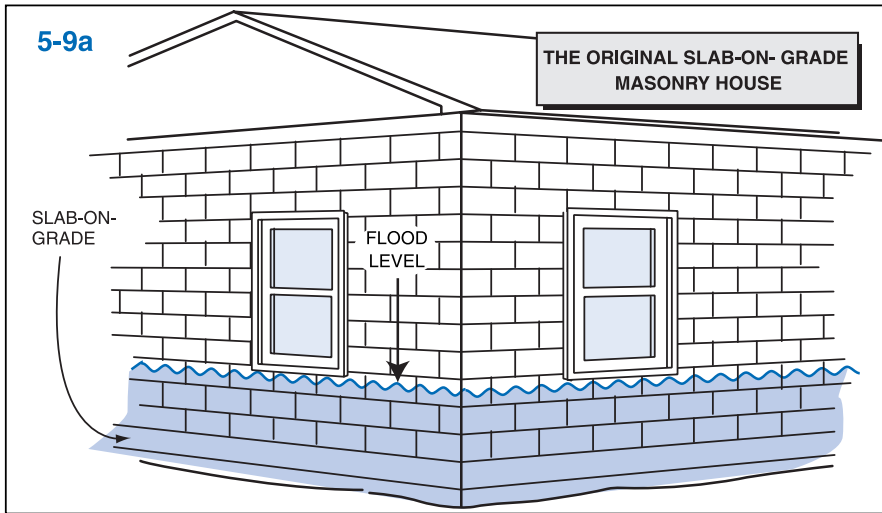 5-9a
THE ORIGINAL SLAB-ON- GRADE
MASONRY HOUSE
SLAB-ON-
GRADE
FLOOD
LEVEL